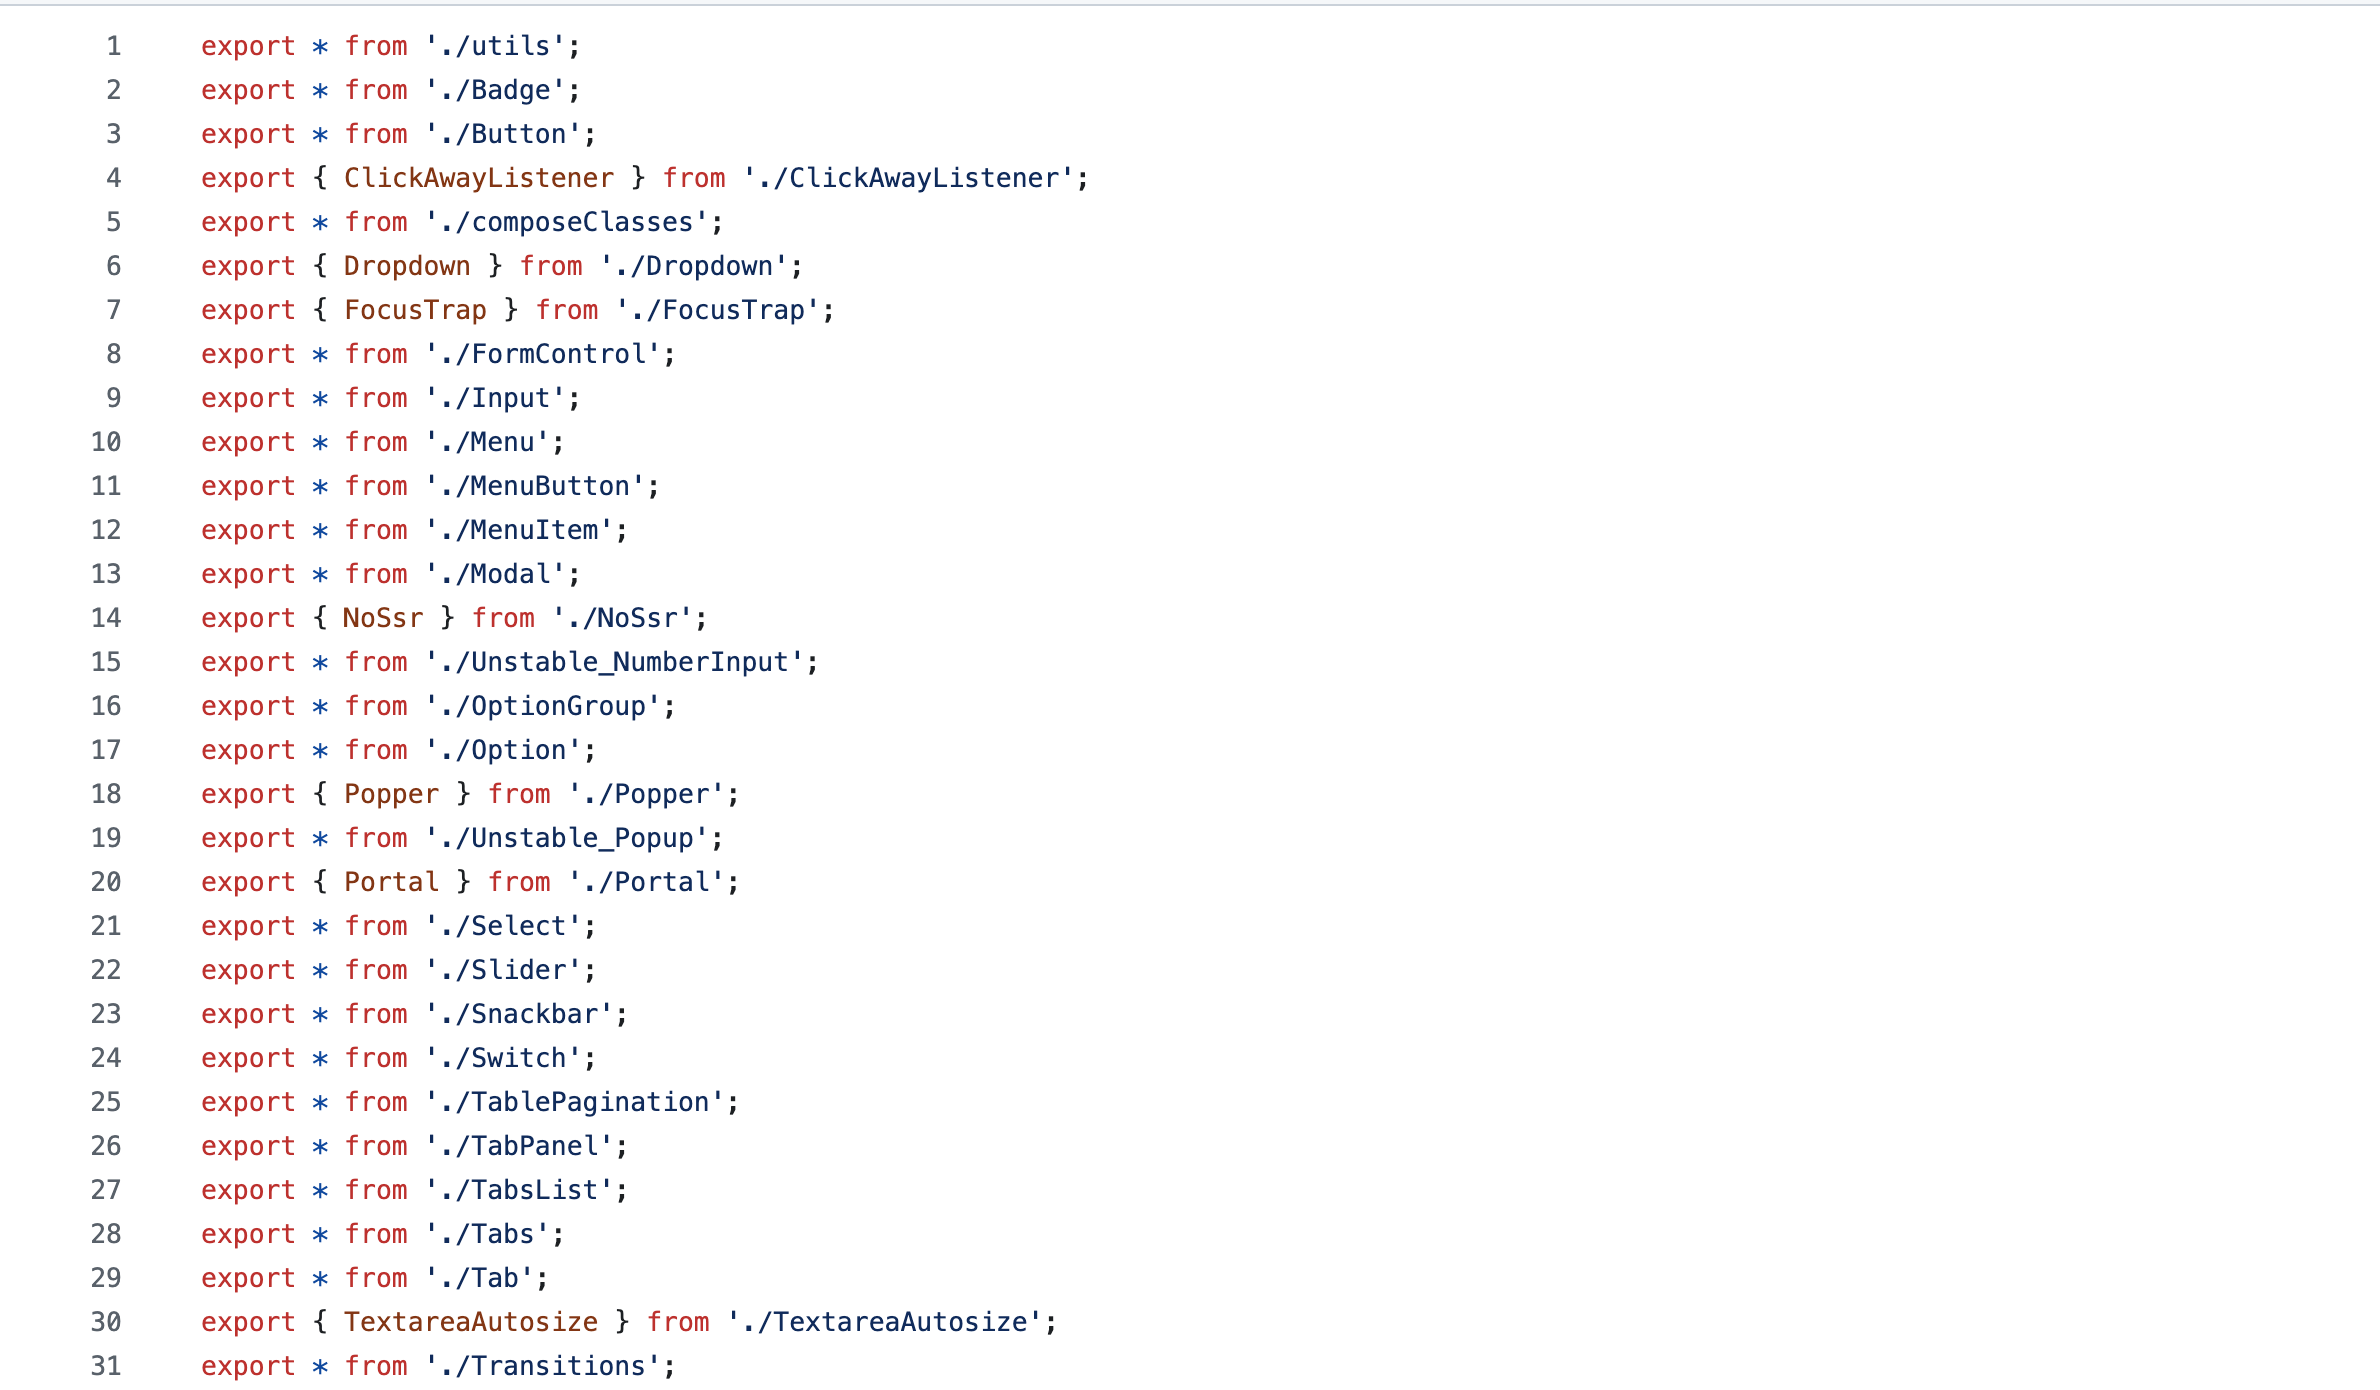 1 export * from './utils';
2 export * from './Badge';
3 export * from './Button';
4 export { ClickAwayListener } from './ClickAwayListener';
5 export * from './composeClasses';
6 export { Dropdown } from './Dropdown';
7 export { FocusTrap } from './FocusTrap';
8 export * from './FormControl';
9 export * from './Input';
10 export * from './Menu';
11 export * from './MenuButton';
12 export * from './MenuItem';
13 export * from './Modal';
14 export { NoSsr } from './NoSsr';
15 export * from './Unstable_NumberInput';
16 export * from './OptionGroup';
17 export * from './Option';
18 export { Popper } from './Popper';
19 export * from './Unstable_Popup';
20 export { Portal } from './Portal';
21 export * from './Select';
22 export * from './Slider';
23 export * from './Snackbar';
24 export * from './Switch';
25 export * from './TablePagination';
26 export * from './TabPanel';
27 export * from './TabsList';
28 export * from './Tabs';
29 export * from './Tab';
30 export { TextareaAutosize } from './TextareaAutosize';
31 export * from './Transitions';